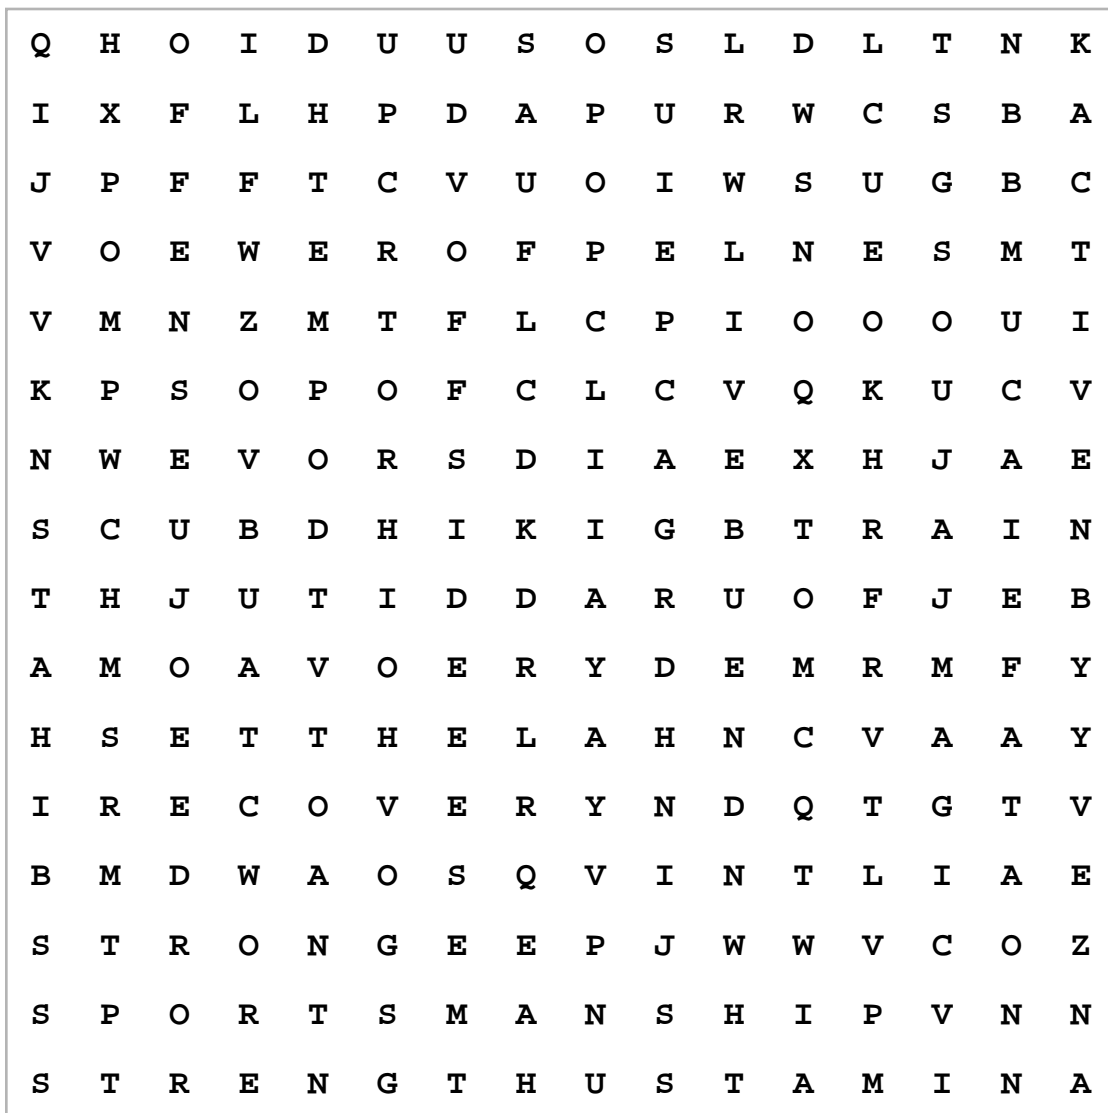 Q H O I D U U S O S L D L T N K
I X F L H P D A P U R W C S B A
J P F F T C V U O I W S U G B C
V O E W E R O F P E L N E S M T
V M N Z M T F L C P I O O O U I
K P S O P O F C L C V Q K U C V
N W E V O R S D I A E X H J A E
S C U B D H I K I G B T R A I N
T H J U T I D D A R U O F J E B
A M O A V O E R Y D E M R M F Y
H S E T T H E L A H N C V A A Y
I R E C O V E R Y N D Q T G T V
B M D W A O S Q V I N T L I A E
S T R O N G E E P J W W V C O Z
S P O R T S M A N S H I P V N N
S T R E N G T H U S T A M I N A